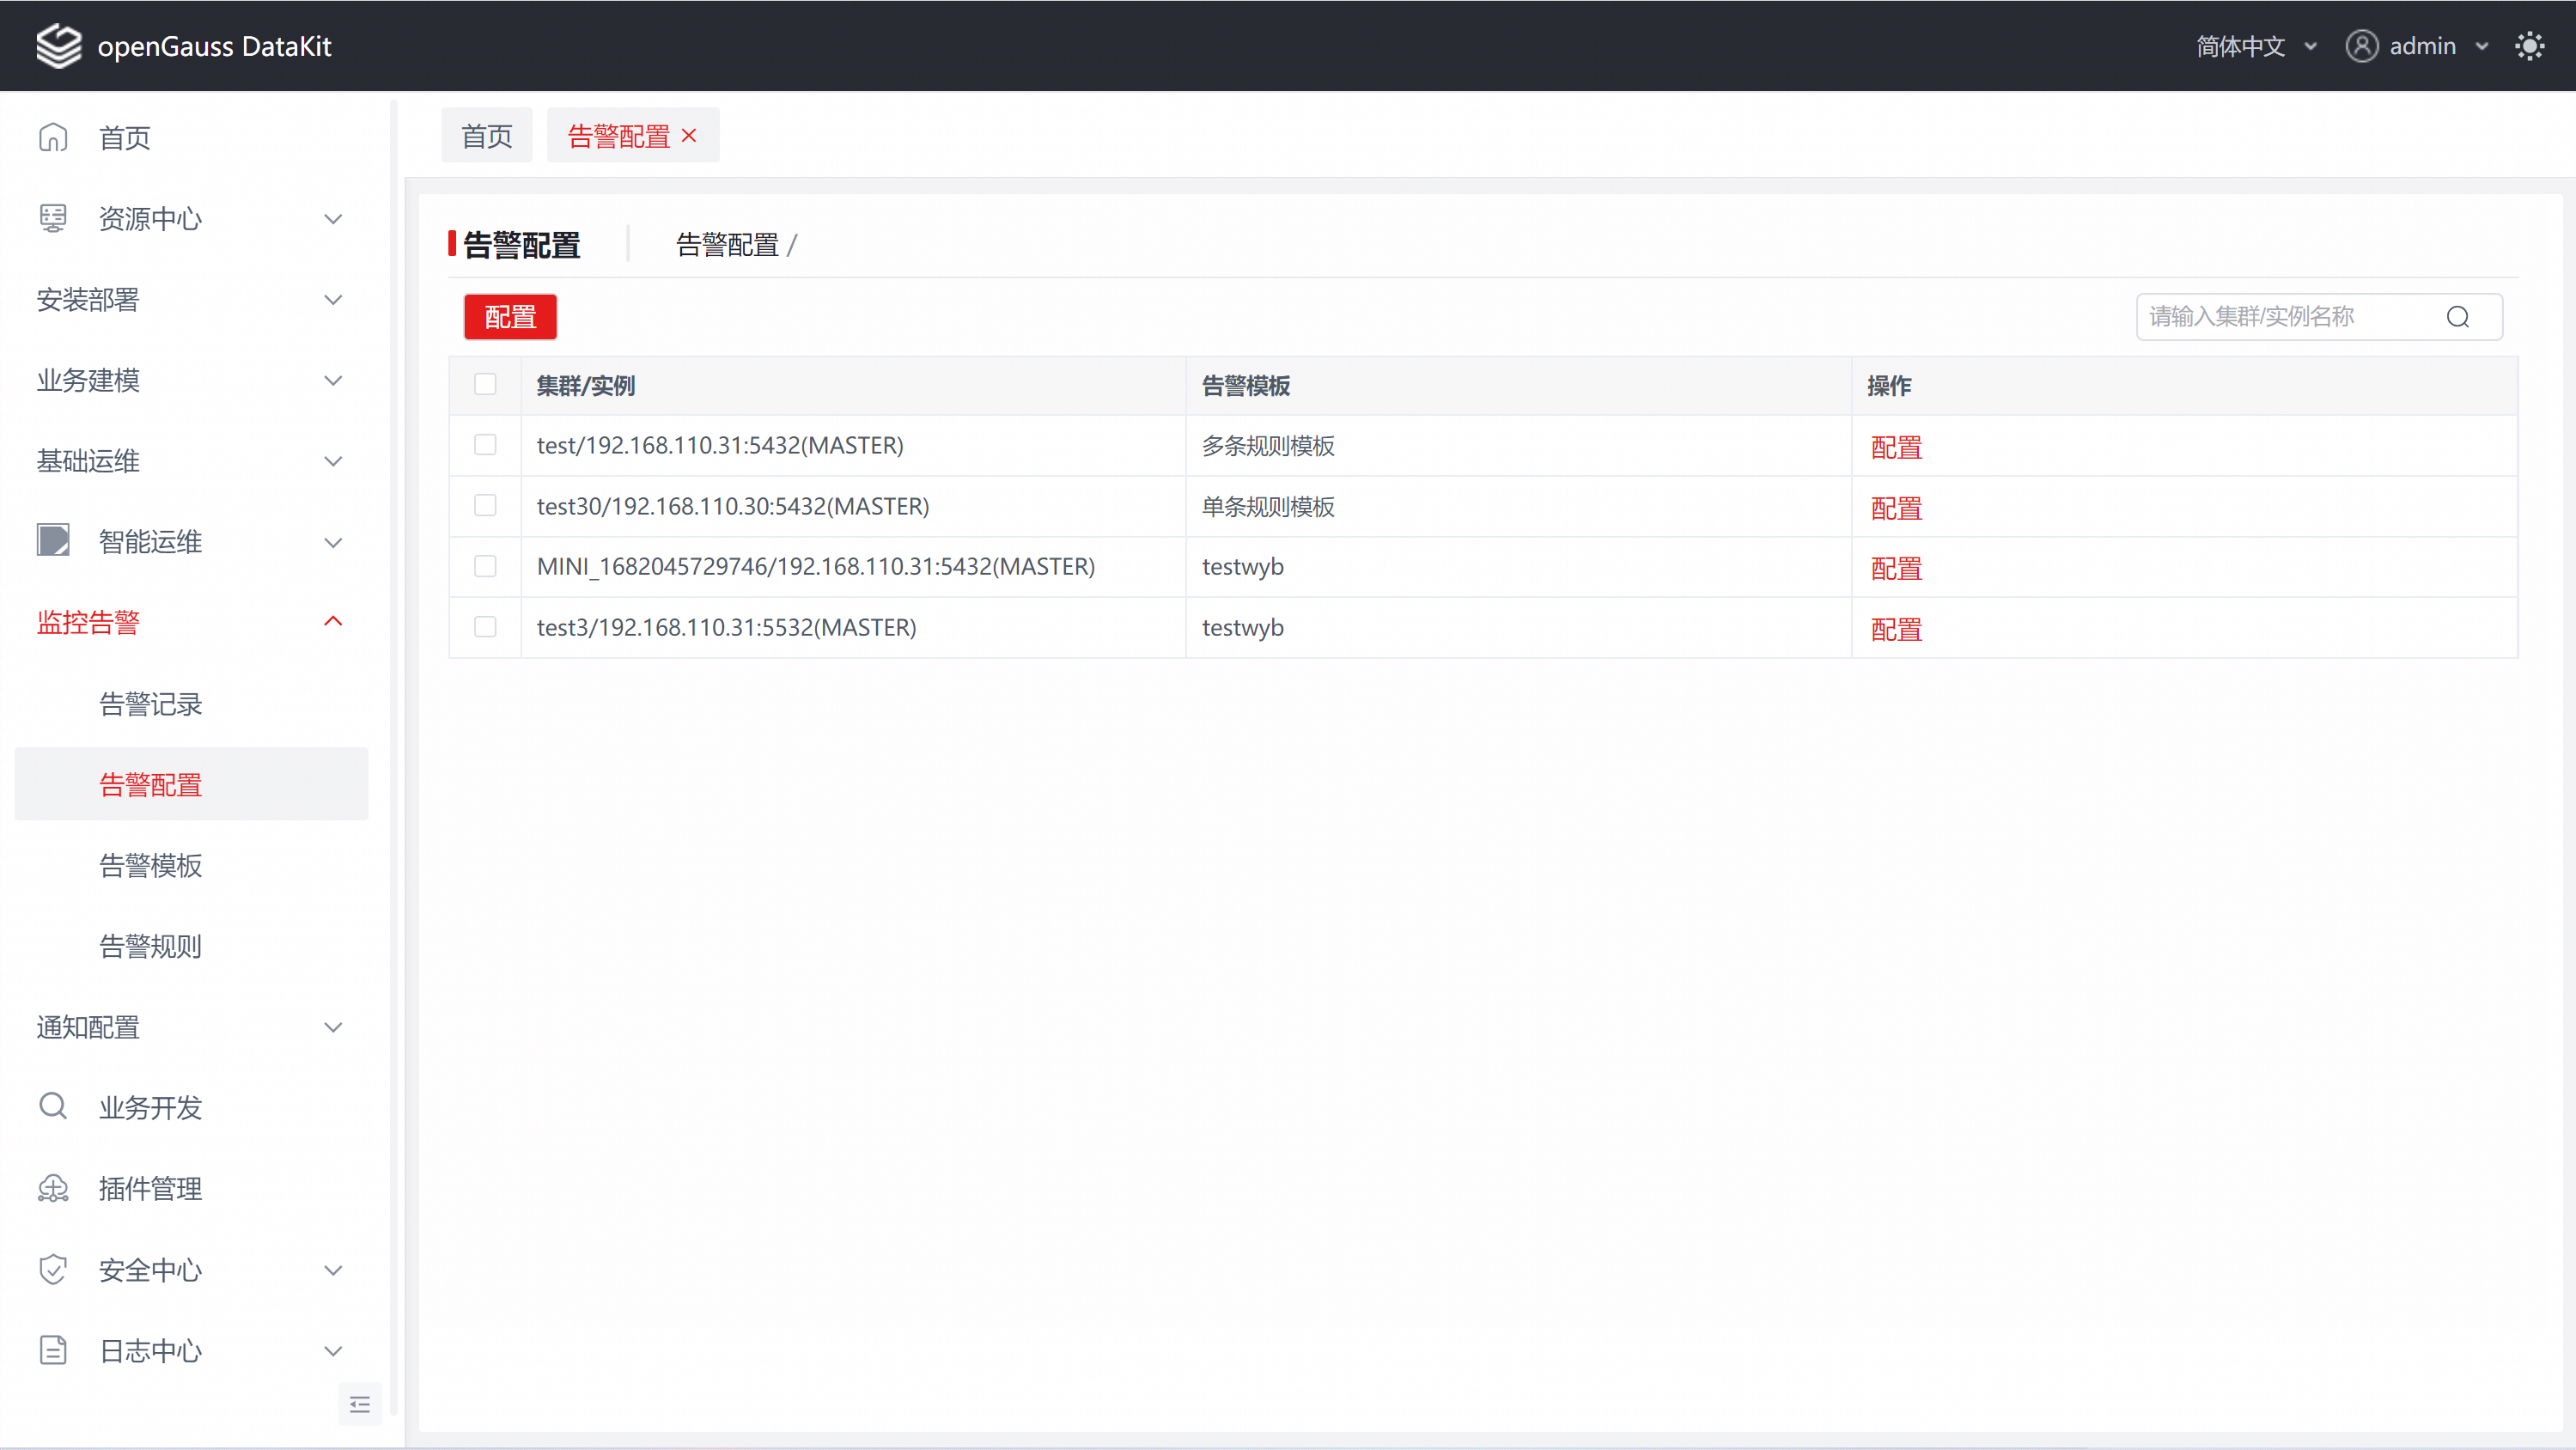 openGauss DataKit
简体中文
admin
首页
资源中心
安装部署
业务建模
基础运维
智能运维
监控告警
告警记录
告警配置
告警模板
告警规则
通知配置
业务开发
插件管理
安全中心
日志中心
首页 告警配置
告警配置 告警配置 /
配置
请输入集群/实例名称
集群/实例 告警模板 操作
test/192.168.110.31:5432(MASTER) 多条规则模板 配置
test30/192.168.110.30:5432(MASTER) 单条规则模板 配置
MINI_1682045729746/192.168.110.31:5432(MASTER) testwyb 配置
test3/192.168.110.31:5532(MASTER) testwyb 配置